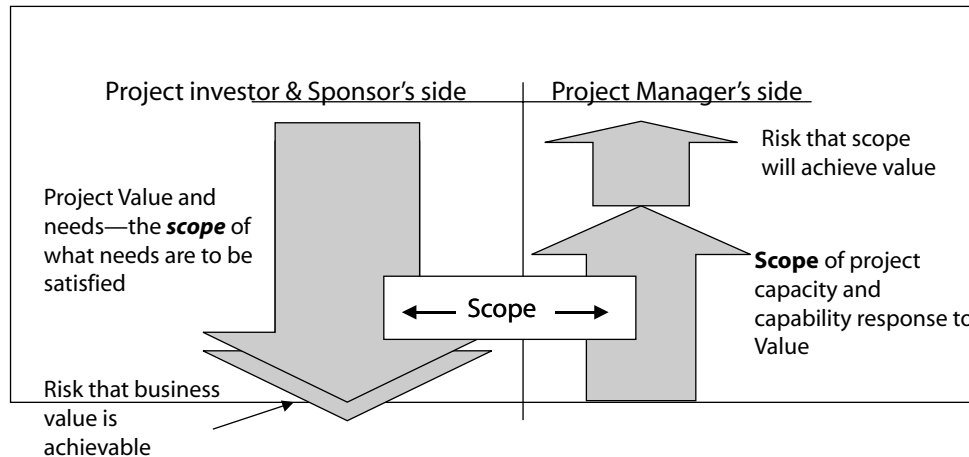 Project investor & Sponsor's side
Project Manager's side
Risk that scope
will achieve value
Project Value and
needs—the scope of
what needs are to be
satisfied
Scope of project
capacity and
capability response to
Value
Scope
Risk that business
value is
achievable